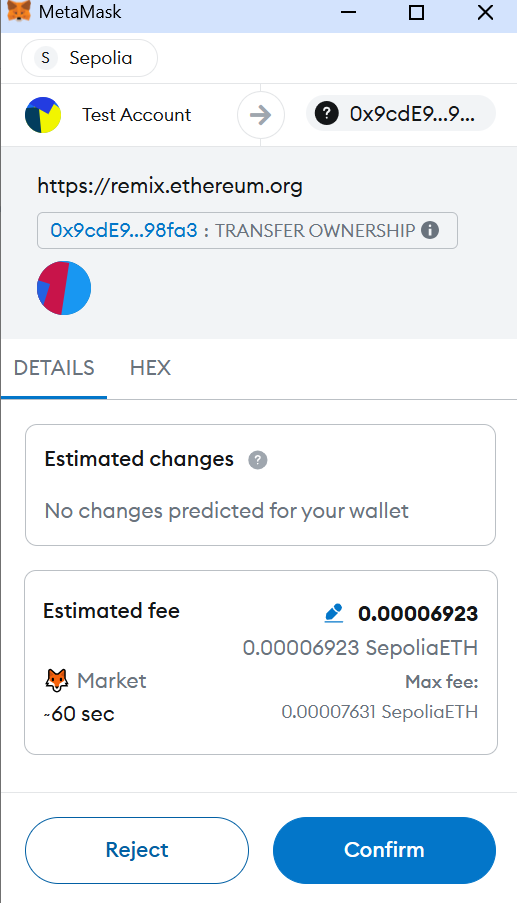 MetaMask
S Sepolia
Test Account
? 0x9cdE9...9...
https://remix.ethereum.org
0x9cdE9...98fa3 : TRANSFER OWNERSHIP i
DETAILS HEX
Estimated changes ?
No changes predicted for your wallet
Estimated fee 0.00006923
0.00006923 SepoliaETH
Market Max fee:
~60 sec 0.00007631 SepoliaETH
Reject Confirm